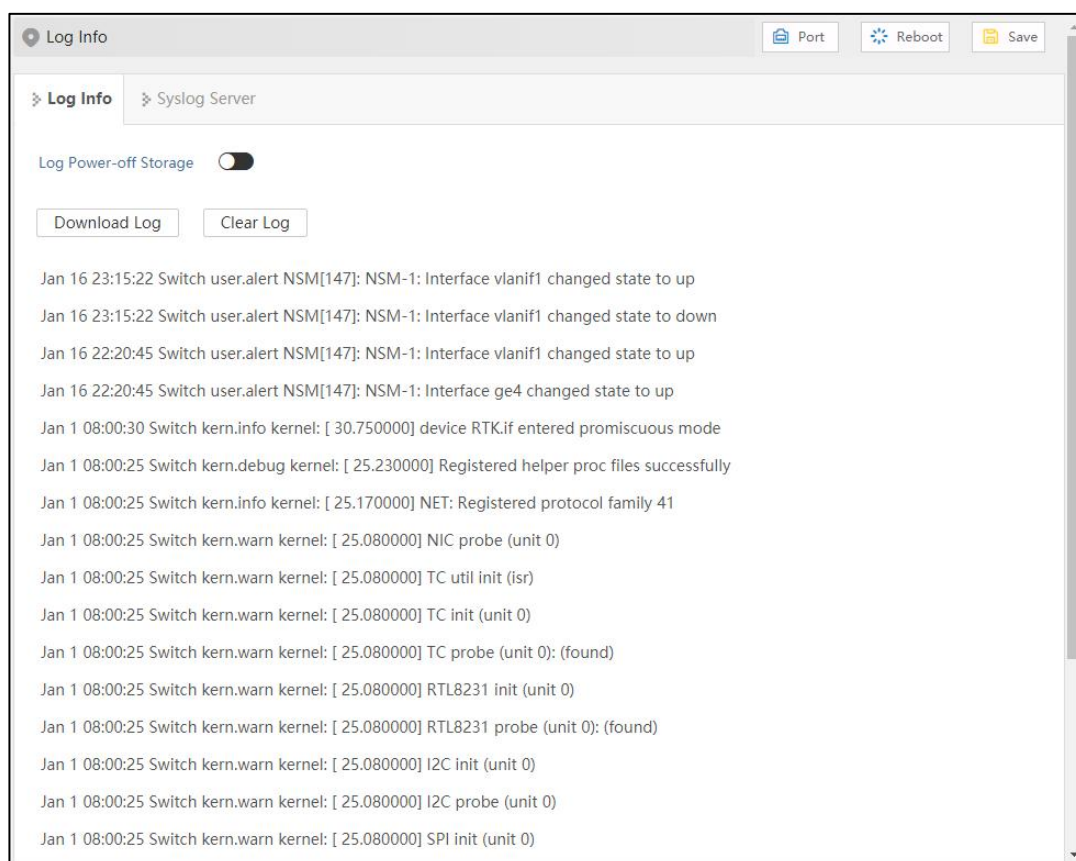 Log Info
Port
Reboot
Save
Log Info
Syslog Server
Log Power-off Storage
Download Log
Clear Log
Jan 16 23:15:22 Switch user.alert NSM[147]: NSM-1: Interface vlanif1 changed state to up
Jan 16 23:15:22 Switch user.alert NSM[147]: NSM-1: Interface vlanif1 changed state to down
Jan 16 22:20:45 Switch user.alert NSM[147]: NSM-1: Interface vlanif1 changed state to up
Jan 16 22:20:45 Switch user.alert NSM[147]: NSM-1: Interface ge4 changed state to up
Jan 1 08:00:30 Switch kern.info kernel: [ 30.750000] device RTK.if entered promiscuous mode
Jan 1 08:00:25 Switch kern.debug kernel: [ 25.230000] Registered helper proc files successfully
Jan 1 08:00:25 Switch kern.info kernel: [ 25.170000] NET: Registered protocol family 41
Jan 1 08:00:25 Switch kern.warn kernel: [ 25.080000] NIC probe (unit 0)
Jan 1 08:00:25 Switch kern.warn kernel: [ 25.080000] TC util init (isr)
Jan 1 08:00:25 Switch kern.warn kernel: [ 25.080000] TC init (unit 0)
Jan 1 08:00:25 Switch kern.warn kernel: [ 25.080000] TC probe (unit 0): (found)
Jan 1 08:00:25 Switch kern.warn kernel: [ 25.080000] RTL8231 init (unit 0)
Jan 1 08:00:25 Switch kern.warn kernel: [ 25.080000] RTL8231 probe (unit 0): (found)
Jan 1 08:00:25 Switch kern.warn kernel: [ 25.080000] I2C init (unit 0)
Jan 1 08:00:25 Switch kern.warn kernel: [ 25.080000] I2C probe (unit 0)
Jan 1 08:00:25 Switch kern.warn kernel: [ 25.080000] SPI init (unit 0)